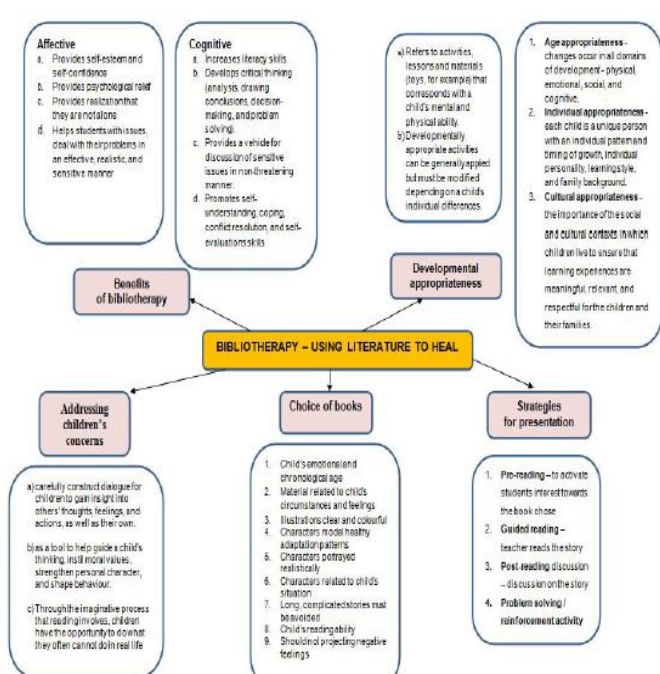 Affective
a. Provides self-esteem and
self-confidence
b. Provides psychological relief
c. Provides realization that
they are not alone
d. Helps students with issues,
deal with their problems in
an effective, realistic, and
sensitive manner
Cognitive
a. Increases literacy skills
b. Develops critical thinking
(analysis, drawing
conclusions, decision-
making, and problem
solving).
c. Provides a vehicle for
discussion of sensitive
issues in non-threatening
manner.
d. Promotes self-
understanding, coping,
conflict resolution, and self-
evaluations skills
a) Refers to activities,
lessons and materials
(toys, for example) that
corresponds with a
child's mental and
physical ability.
b) Developmentally
appropriate activities
can be generally applied
but must be modified
depending on a child's
individual differences.
1. Age appropriateness -
changes occur in all domains
of development - physical,
emotional, social, and
cognitive,
2. Individual appropriateness -
each child is a unique person
with an individual pattern and
timing of growth, individual
personality, learning style,
and family background.
3. Cultural appropriateness -
the importance of the social
and cultural contexts in which
children live to ensure that
learning experiences are
meaningful, relevant, and
respectful for the children and
their families.
Benefits
of bibliotherapy
Developmental
appropriateness
BIBLIOTHERAPY – USING LITERATURE TO HEAL
Addressing
children's
concerns
Choice of books
Strategies
for presentation
a) carefully construct dialogue for
children to gain insight into
others' thoughts, feelings, and
actions, as well as their own.
b) as a tool to help guide a child's
thinking, instil moral values,
strengthen personal character,
and shape behaviour.
c) Through the imaginative process
that reading involves, children
have the opportunity to do what
they often cannot do in real life
1. Child's emotional and
chronological age
2. Material related to child's
circumstances and feelings
3. Illustrations clear and colourful
4. Characters model healthy
adaptation patterns
5. Characters portrayed
realistically
6. Characters related to child's
situation
7. Long, complicated stories must
be avoided
8. Child's reading ability
9. Should not projecting negative
feelings
1. Pre-reading – to activate
students interest towards the
book chose
2. Guided reading –
teacher reads the story
3. Post-reading discussion
– discussion on the story
4. Problem solving /
reinforcement activity